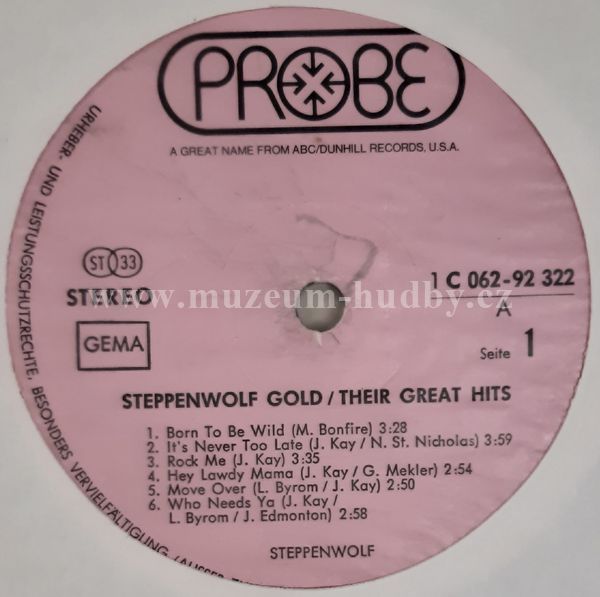 PROBE
A GREAT NAME FROM ABC/DUNHILL RECORDS, U.S.A.
URHEBER- UND LEISTUNGSSCHUTZRECHTE, BESONDERS VERVIELFÄLTIGUNG (AUSSER
ST 33
STEREO
GEMA
www.muzeum-hudby.cz
1 C 062-92 322
A
Seite 1
STEPPENWOLF GOLD / THEIR GREAT HITS
1. Born To Be Wild (M. Bonfire) 3:28
2. It's Never Too Late (J. Kay / N. St. Nicholas) 3:59
3. Rock Me (J. Kay) 3:35
4. Hey Lawdy Mama (J. Kay / G. Mekler) 2:54
5. Move Over (L. Byrom / J. Kay) 2:50
6. Who Needs Ya (J. Kay /
L. Byrom / J. Edmonton) 2:58
STEPPENWOLF